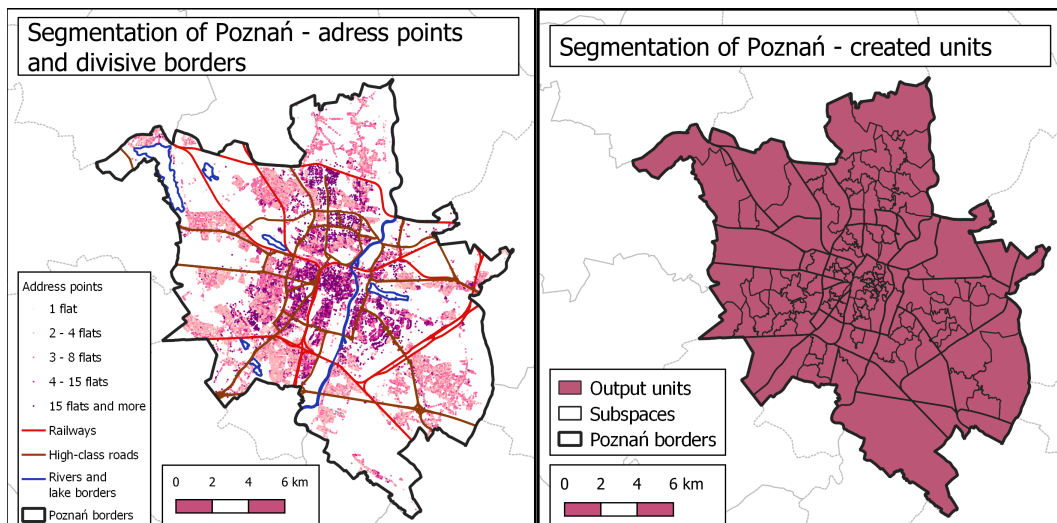 Segmentation of Poznań - adress points
and divisive borders
Address points
1 flat
2 - 4 flats
3 - 8 flats
4 - 15 flats
15 flats and more
Railways
High-class roads
Rivers and
lake borders
Poznań borders
0 2 4 6 km
Segmentation of Poznań - created units
Output units
Subspaces
Poznań borders
0 2 4 6 km